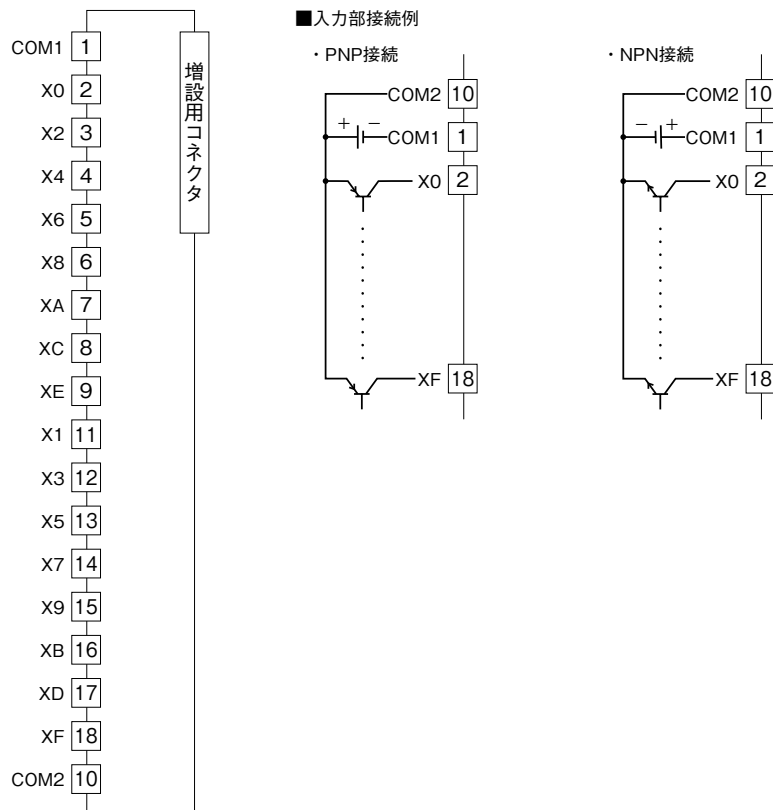 COM1 1
X0 2
X2 3
X4 4
X6 5
X8 6
XA 7
XC 8
XE 9
X1 11
X3 12
X5 13
X7 14
X9 15
XB 16
XD 17
XF 18
COM2 10
増設用コネクタ
■入力部接続例
・PNP接続
COM2 10
+ −
COM1 1
X0 2
XF 18
・NPN接続
COM2 10
− +
COM1 1
X0 2
XF 18